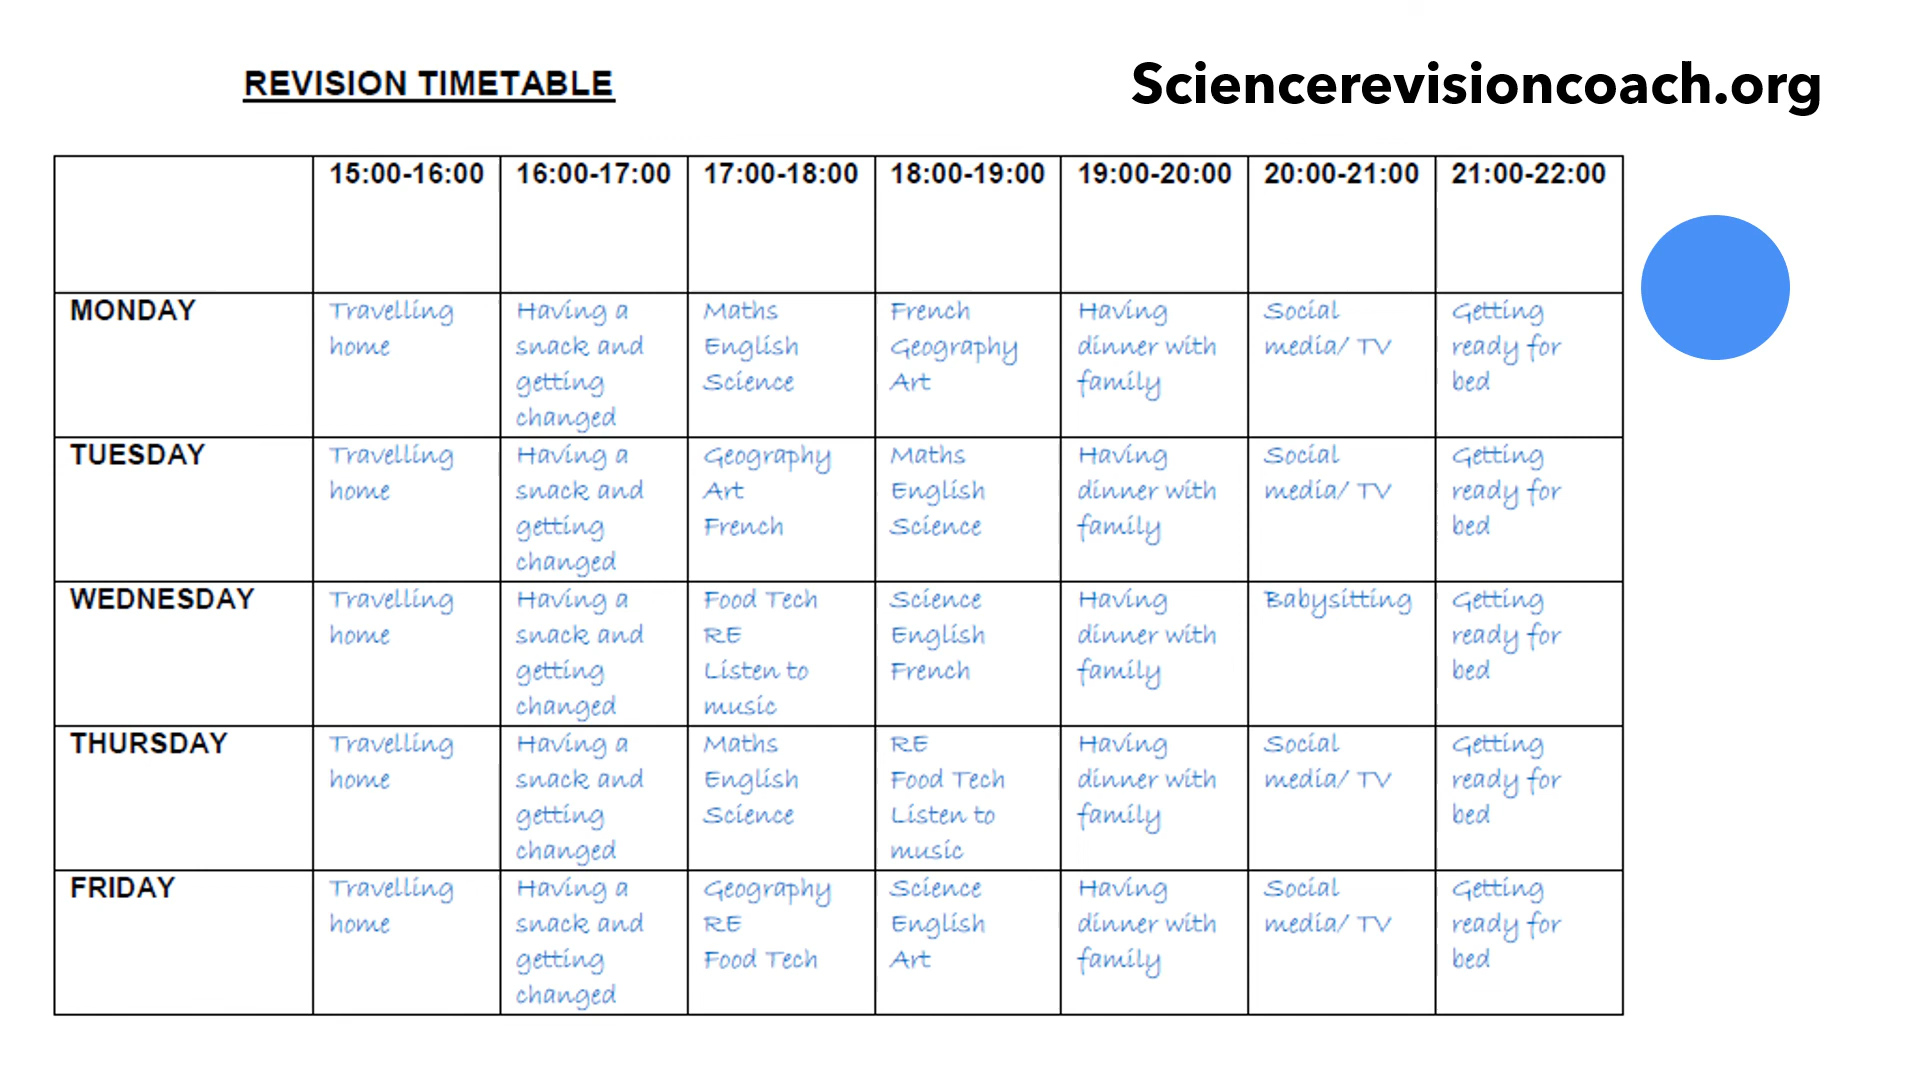 REVISION TIMETABLE
Sciencerevisioncoach.org
15:00-16:00 16:00-17:00 17:00-18:00 18:00-19:00 19:00-20:00 20:00-21:00 21:00-22:00
MONDAY Travelling Having a Maths French Having Social Getting
home snack and English Geography dinner with media/ TV ready for
getting Science Art family bed
changed
TUESDAY Travelling Having a Geography Maths Having Social Getting
home snack and Art English dinner with media/ TV ready for
getting French Science family bed
changed
WEDNESDAY Travelling Having a Food Tech Science Having Babysitting Getting
home snack and RE English dinner with ready for
getting Listen to French family bed
changed music
THURSDAY Travelling Having a Maths RE Having Social Getting
home snack and English Food Tech dinner with media/ TV ready for
getting Science Listen to family bed
changed music
FRIDAY Travelling Having a Geography Science Having Social Getting
home snack and RE English dinner with media/ TV ready for
getting Food Tech Art family bed
changed